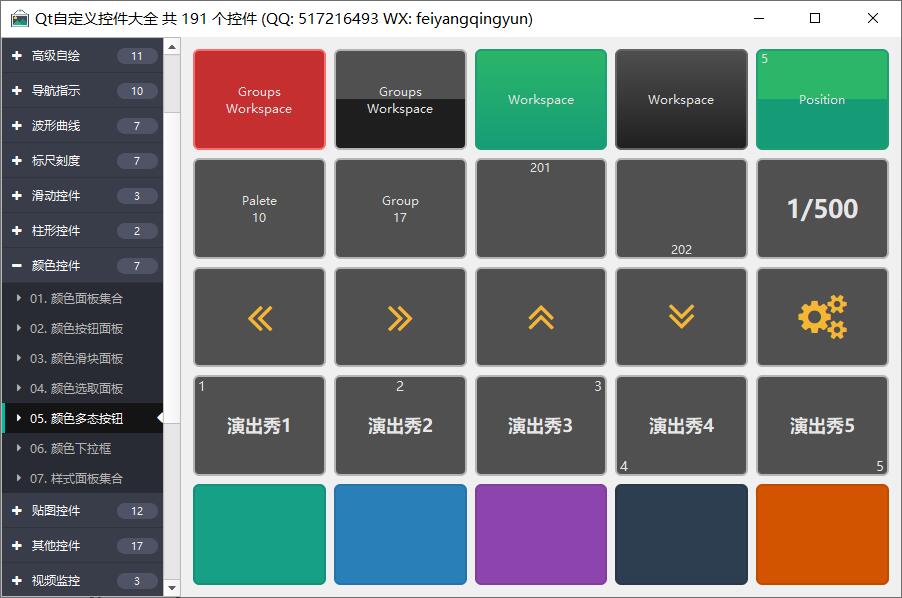 Qt自定义控件大全 共 191 个控件 (QQ: 517216493 WX: feiyangqingyun)
高级自绘 11
导航指示 10
波形曲线 7
标尺刻度 7
滑动控件 3
柱形控件 2
颜色控件 7
01. 颜色面板集合
02. 颜色按钮面板
03. 颜色滑块面板
04. 颜色选取面板
05. 颜色多态按钮
06. 颜色下拉框
07. 样式面板集合
贴图控件 12
其他控件 17
视频监控 3
Groups
Workspace
Groups
Workspace
Workspace
Workspace
5
Position
Palete
10
Group
17
201
202
1/500
1
演出秀1
2
演出秀2
3
演出秀3
演出秀4
4
演出秀5
5